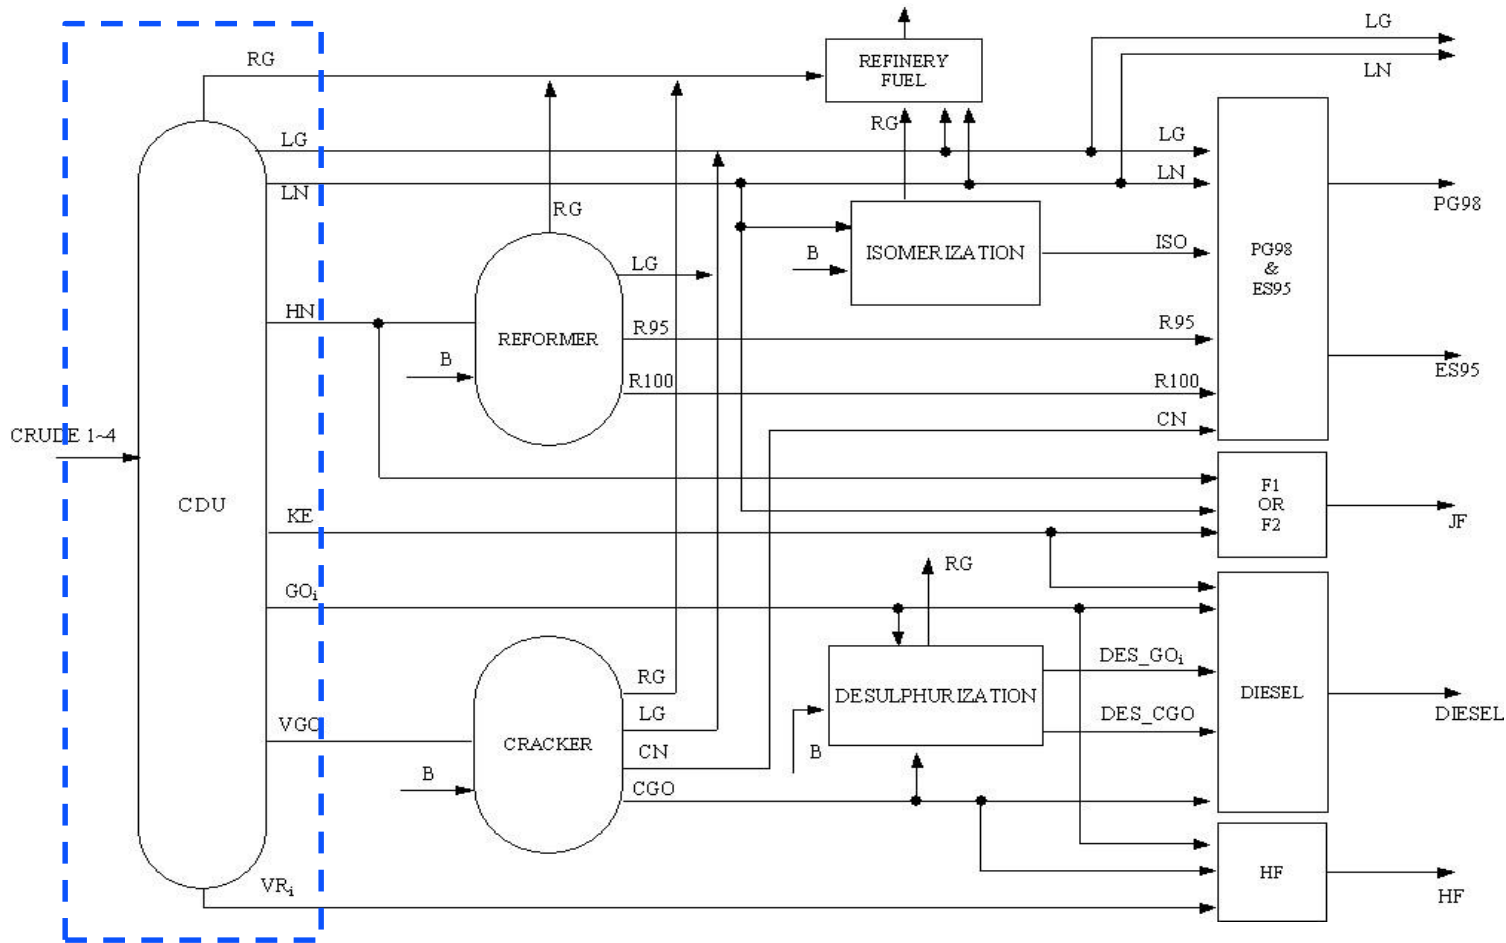 LG
RG
REFINERY
FUEL
LN
RG
LG
LG
LN
LN
RG
PG98
ISOMERIZATION
B
ISO
PG98
&
ES95
LG
HN
R95
R95
REFORMER
B
ES95
R100
R100
CN
CRUDE 1~4
F1
OR
F2
CDU
KE
JF
RG
GOi
DES_GOi
RG
DESULPHURIZATION
DIESEL
LG
DES_CGO
DIESEL
VGO
CRACKER
CN
B
B
CGO
HF
VRi
HF